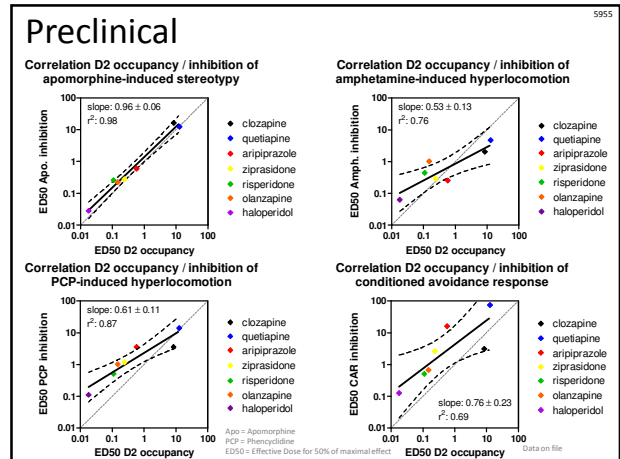 5955
Preclinical
Correlation D2 occupancy / inhibition of
apomorphine-induced stereotypy
100
10
1
0.1
0.01
0.01
0.1
1
10
100
slope: 0.96 ± 0.06
r²: 0.98
ED50 Apo. inhibition
ED50 D2 occupancy
clozapine
quetiapine
aripiprazole
ziprasidone
risperidone
olanzapine
haloperidol
Correlation D2 occupancy / inhibition of
amphetamine-induced hyperlocomotion
100
10
1
0.1
0.01
0.01
0.1
1
10
100
slope: 0.53 ± 0.13
r²: 0.76
ED50 Amph. inhibition
ED50 D2 occupancy
clozapine
quetiapine
aripiprazole
ziprasidone
risperidone
olanzapine
haloperidol
Correlation D2 occupancy / inhibition of
PCP-induced hyperlocomotion
100
10
1
0.1
0.01
0.01
0.1
1
10
100
slope: 0.61 ± 0.11
r²: 0.87
ED50 PCP inhibition
ED50 D2 occupancy
clozapine
quetiapine
aripiprazole
ziprasidone
risperidone
olanzapine
haloperidol
Correlation D2 occupancy / inhibition of
conditioned avoidance response
100
10
1
0.1
0.01
0.01
0.1
1
10
100
slope: 0.76 ± 0.23
r²: 0.69
ED50 CAR inhibition
ED50 D2 occupancy
clozapine
quetiapine
aripiprazole
ziprasidone
risperidone
olanzapine
haloperidol
Apo = Apomorphine
PCP = Phencyclidine
ED50 = Effective Dose for 50% of maximal effect
Data on file